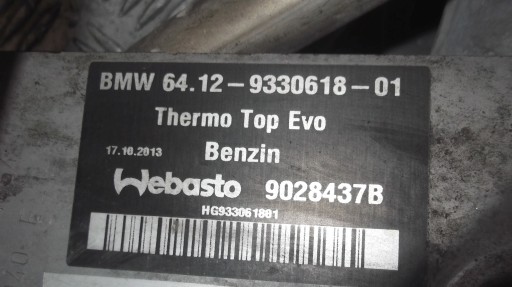 BMW 64.12-9330618-01
Thermo Top Evo
17.10.2013 Benzin
Webasto 9028437B
HG933061801